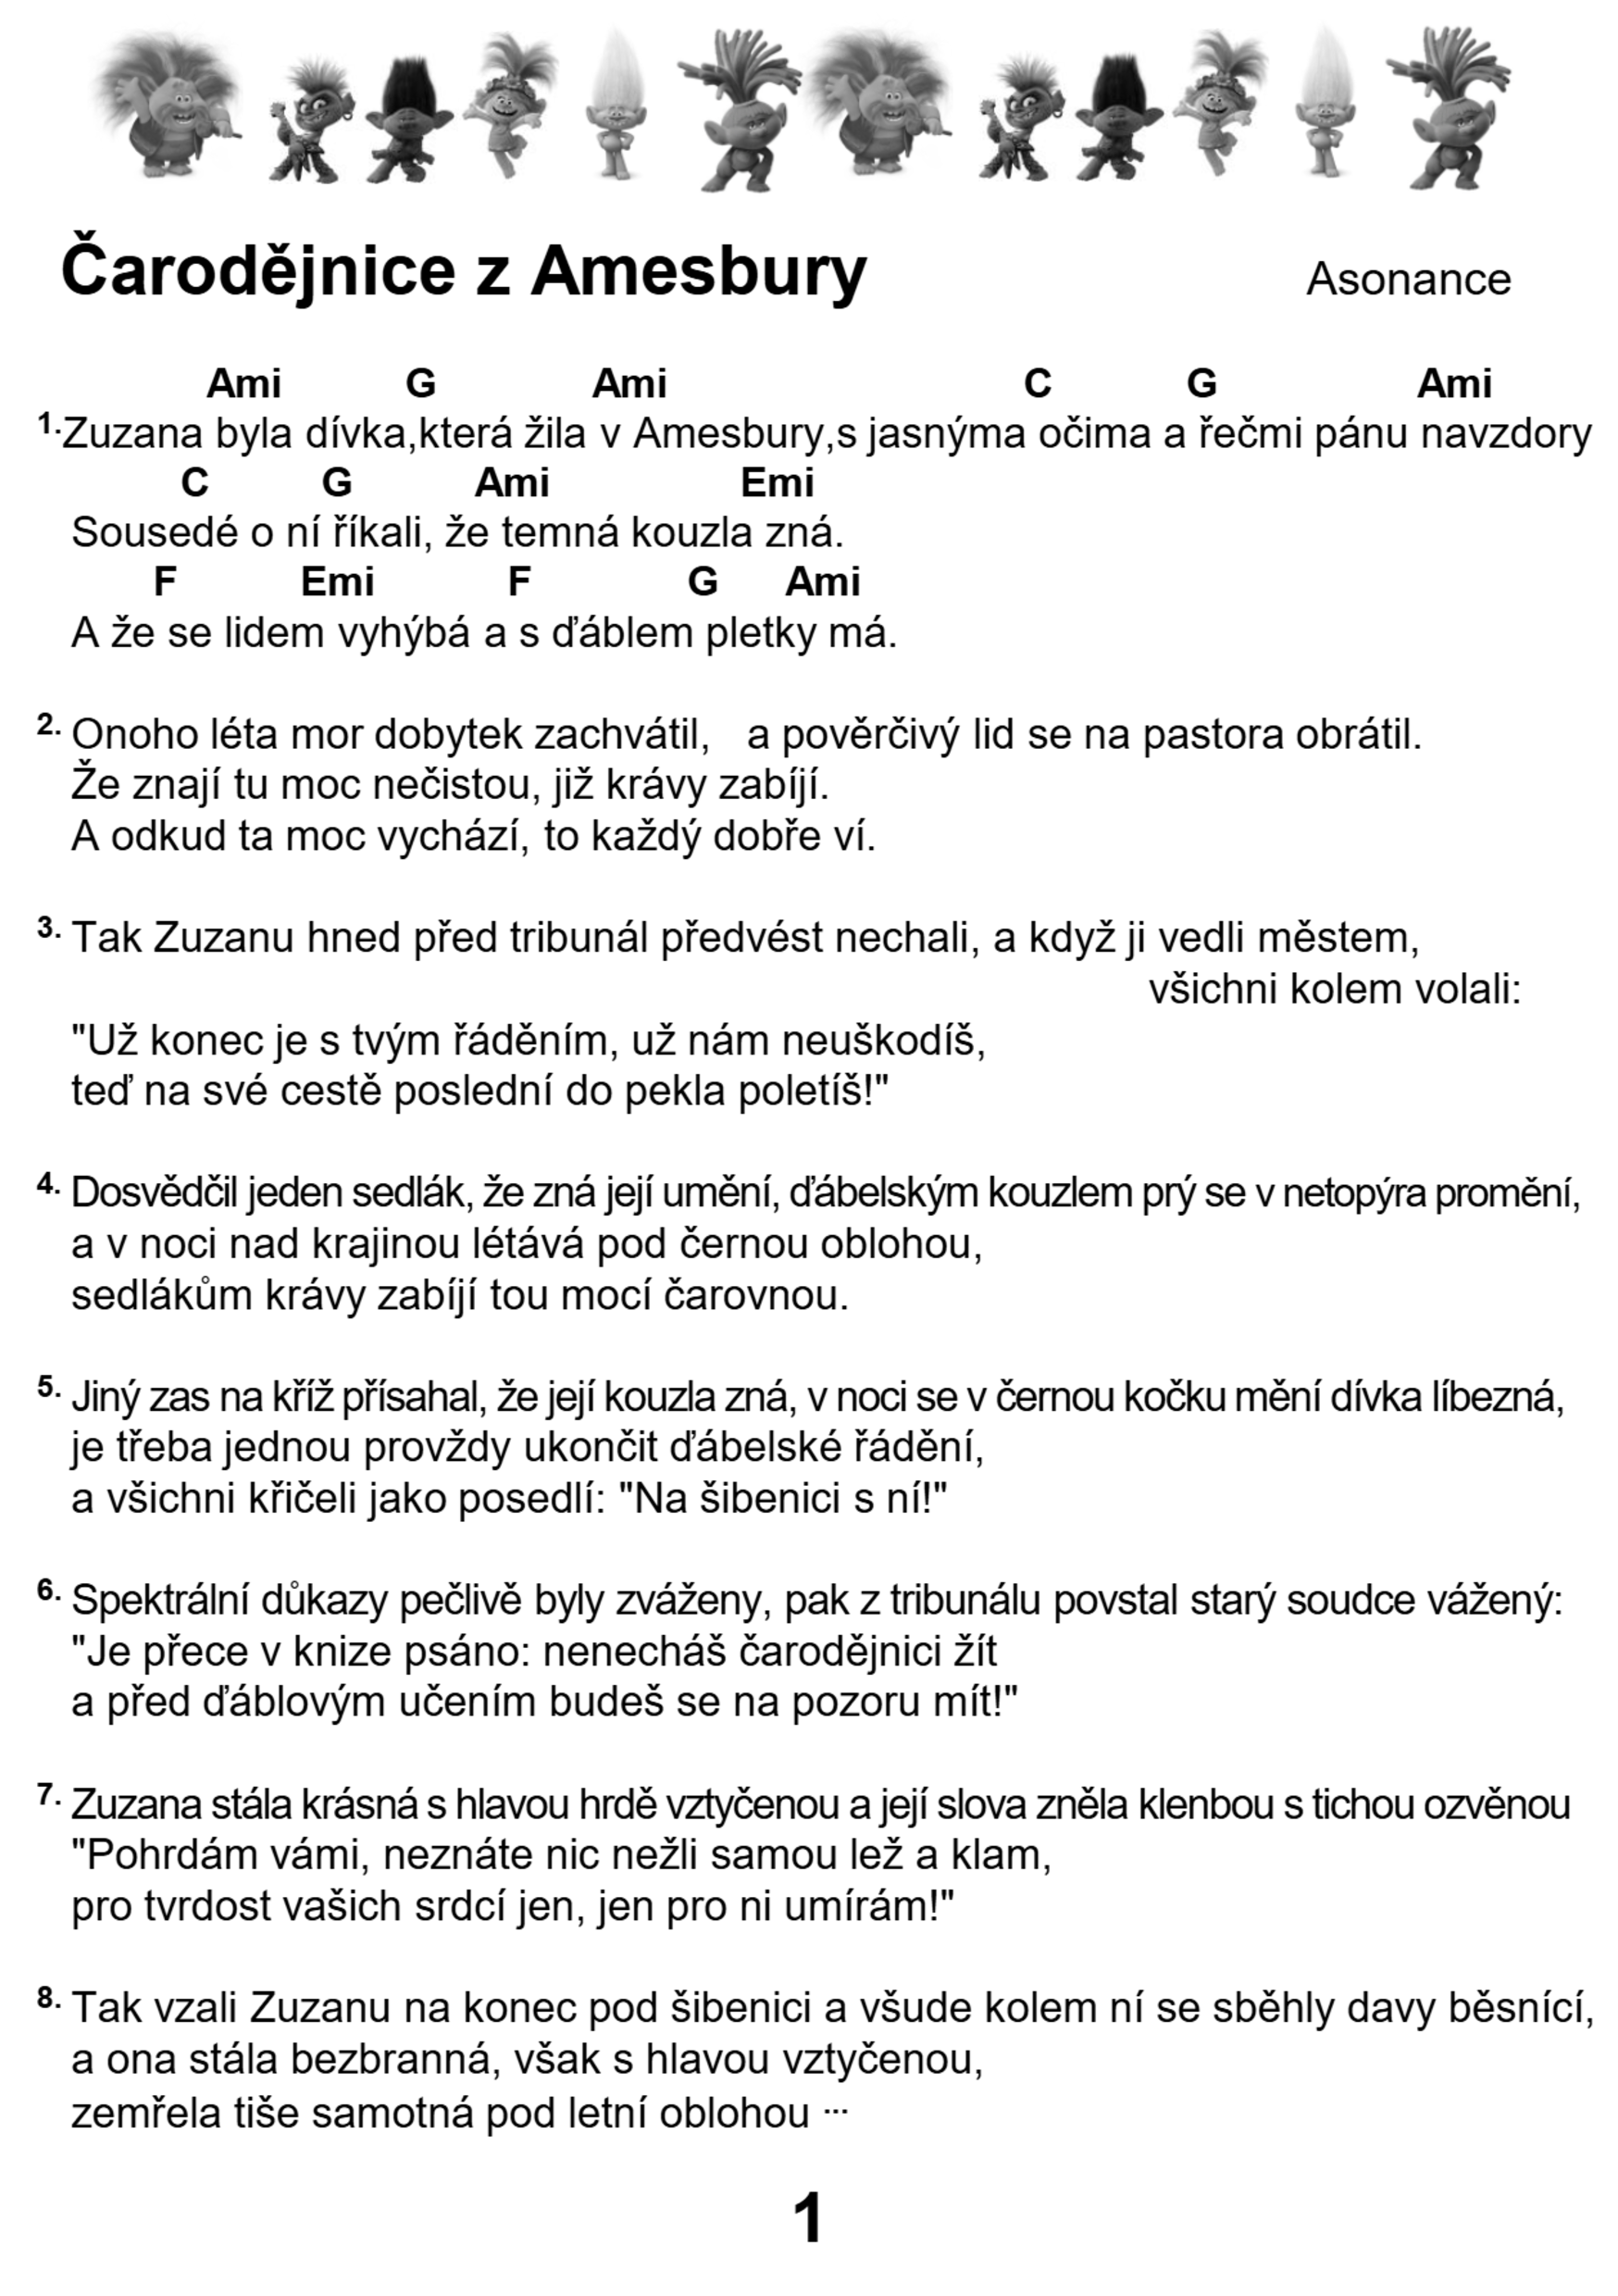 Čarodějnice z Amesbury Asonance
Ami G Ami C G Ami
1.Zuzana byla dívka,která žila v Amesbury,s jasnýma očima a řečmi pánu navzdory
C G Ami Emi
Sousedé o ní říkali, že temná kouzla zná.
F Emi F G Ami
A že se lidem vyhýbá a s ďáblem pletky má.
2. Onoho léta mor dobytek zachvátil, a pověrčivý lid se na pastora obrátil.
Že znají tu moc nečistou, již krávy zabíjí.
A odkud ta moc vychází, to každý dobře ví.
3. Tak Zuzanu hned před tribunál předvést nechali, a když ji vedli městem,
všichni kolem volali:
"Už konec je s tvým řáděním, už nám neuškodíš,
teď na své cestě poslední do pekla poletíš!"
4. Dosvědčil jeden sedlák, že zná její umění, ďábelským kouzlem prý se v netopýra promění,
a v noci nad krajinou létává pod černou oblohou,
sedlákům krávy zabíjí tou mocí čarovnou.
5. Jiný zas na kříž přísahal, že její kouzla zná, v noci se v černou kočku mění dívka líbezná,
je třeba jednou provždy ukončit ďábelské řádění,
a všichni křičeli jako posedlí: "Na šibenici s ní!"
6. Spektrální důkazy pečlivě byly zváženy, pak z tribunálu povstal starý soudce vážený:
"Je přece v knize psáno: nenecháš čarodějnici žít
a před ďáblovým učením budeš se na pozoru mít!"
7. Zuzana stála krásná s hlavou hrdě vztyčenou a její slova zněla klenbou s tichou ozvěnou
"Pohrdám vámi, neznáte nic nežli samou lež a klam,
pro tvrdost vašich srdcí jen, jen pro ni umírám!"
8. Tak vzali Zuzanu na konec pod šibenici a všude kolem ní se sběhly davy běsnící,
a ona stála bezbranná, však s hlavou vztyčenou,
zemřela tiše samotná pod letní oblohou ...
1